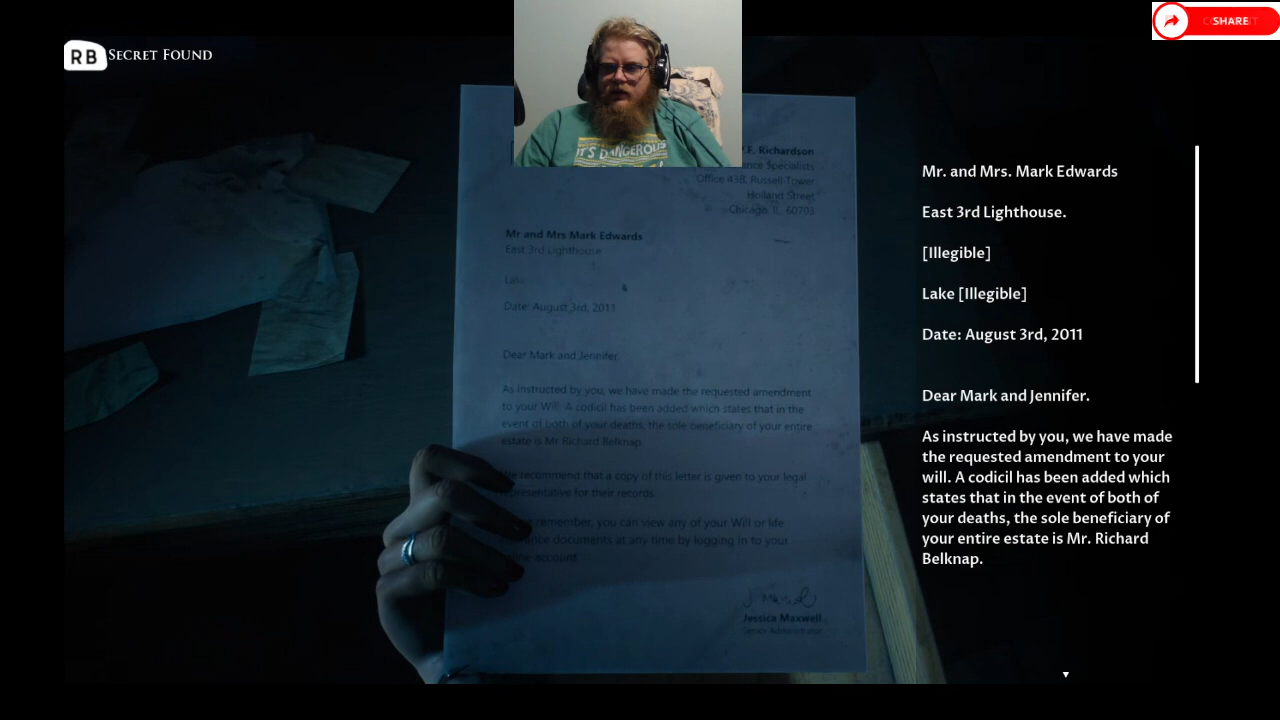 RB SECRET FOUND
SHARE
IT'S DANGEROUS
P.F. Richardson
Insurance Specialists
Office 43B, Russell Tower
Holland Street
Chicago, IL, 60703
Mr and Mrs Mark Edwards
East 3rd Lighthouse
Lake
Date: August 3rd, 2011
Dear Mark and Jennifer,
As instructed by you, we have made the requested amendment
to your Will. A codicil has been added which states that in the
event of both of your deaths, the sole beneficiary of your entire
estate is Mr Richard Belknap.
We recommend that a copy of this letter is given to your legal
representative for their records
remember, you can view any of your Will or life
insurance documents at any time by logging in to your
online account
Jessica Maxwell
Senior Administrator
Mr. and Mrs. Mark Edwards
East 3rd Lighthouse.
[Illegible]
Lake [Illegible]
Date: August 3rd, 2011
Dear Mark and Jennifer.
As instructed by you, we have made
the requested amendment to your
will. A codicil has been added which
states that in the event of both of
your deaths, the sole beneficiary of
your entire estate is Mr. Richard
Belknap.